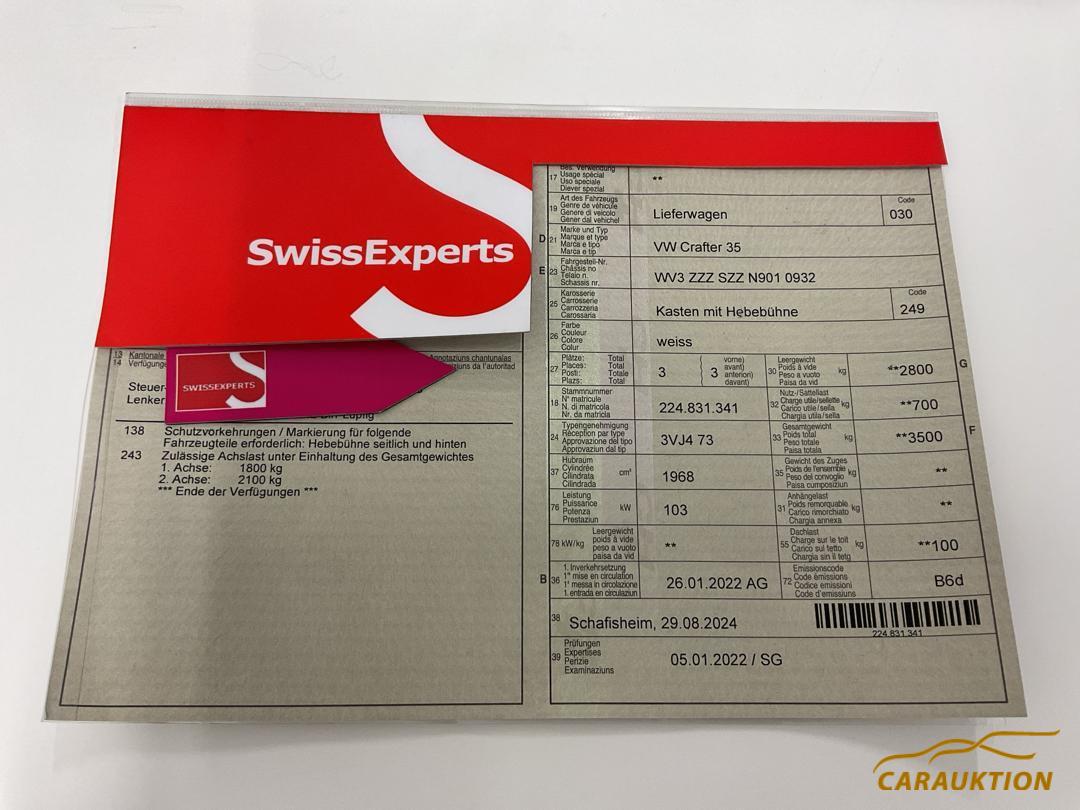 SwissExperts
13 Kantonale
14 Verfügunge
Annotaziuns chantunalas
da l'autoritad
SWISSEXPERTS
Steuer-
Lenker
138 Schutzvorkehrungen / Markierung für folgende
Fahrzeugteile erforderlich: Hebebühne seitlich und hinten
243 Zulässige Achslast unter Einhaltung des Gesamtgewichtes
1. Achse: 1800 kg
2. Achse: 2100 kg
*** Ende der Verfügungen ***
Bes. Verwendung
17 Usage spécial **
Uso speciale
Diever spezial
Art des Fahrzeugs
19 Genre de véhicule Lieferwagen Code 030
Genere di veicolo
Gener dal vehichel
Marke und Typ
D 21 Marque et type VW Crafter 35
Marca e tipo
Marca e tip
Fahrgestell-Nr.
E 23 Châssis no WV3 ZZZ SZZ N901 0932
Telaio n.
Schassis nr.
Karosserie
25 Carrosserie Kasten mit Hebebühne Code 249
Carrozzeria
Carossaria
Farbe
26 Couleur weiss
Colore
Colur
27 Plätze: Total 3 ( vorne)
Places: Total ( avant) 3
Posti: Totale anterion)
Plazs: Total davant)
30 Leergewicht kg **2800 G
Poids à vide
Peso a vuoto
Paisa da vid
18 Stammnummer 224.831.341
N° matricule
N. di matricola
Nr. da matricla
32 Nutz-/Sattellast kg **700
Charge utile/sellette
Carico utile/sella
Chargia utila/sella
24 Typengenehmigung 3VJ4 73
Réception par type
Approvazione del tipo
Approvaziun dal tip
33 Gesamtgewicht kg **3500 F
Poids total
Peso totale
Paisa totala
37 Hubraum cm³ 1968
Cylindrée
Cilindrata
Cilindrada
35 Gewicht des Zuges kg **
Poids de l'ensemble
Peso del convoglio
Paisa cumposiziun
76 Leistung kW 103
Puissance
Potenza
Prestaziun
31 Anhängelast kg **
Poids remorquable
Carico rimorchiato
Chargia annexa
78 kW/kg Leergewicht **
poids à vide
peso a vuoto
paisa da vid
55 Dachlast kg **100
Charge sur le toit
Carico sul tetto
Chargia sin il tetg
B 36 1. Inverkehrsetzung 26.01.2022 AG
1re mise en circulation
1a messa in circolazione
1. entrada en circulaziun
72 Emissionscode B6d
Code émissions
Codice emissioni
Code d'emissiuns
38 Schafisheim, 29.08.2024
224.831.341
39 Prüfungen 05.01.2022 / SG
Expertises
Perizie
Examinaziuns
CARAUKTION